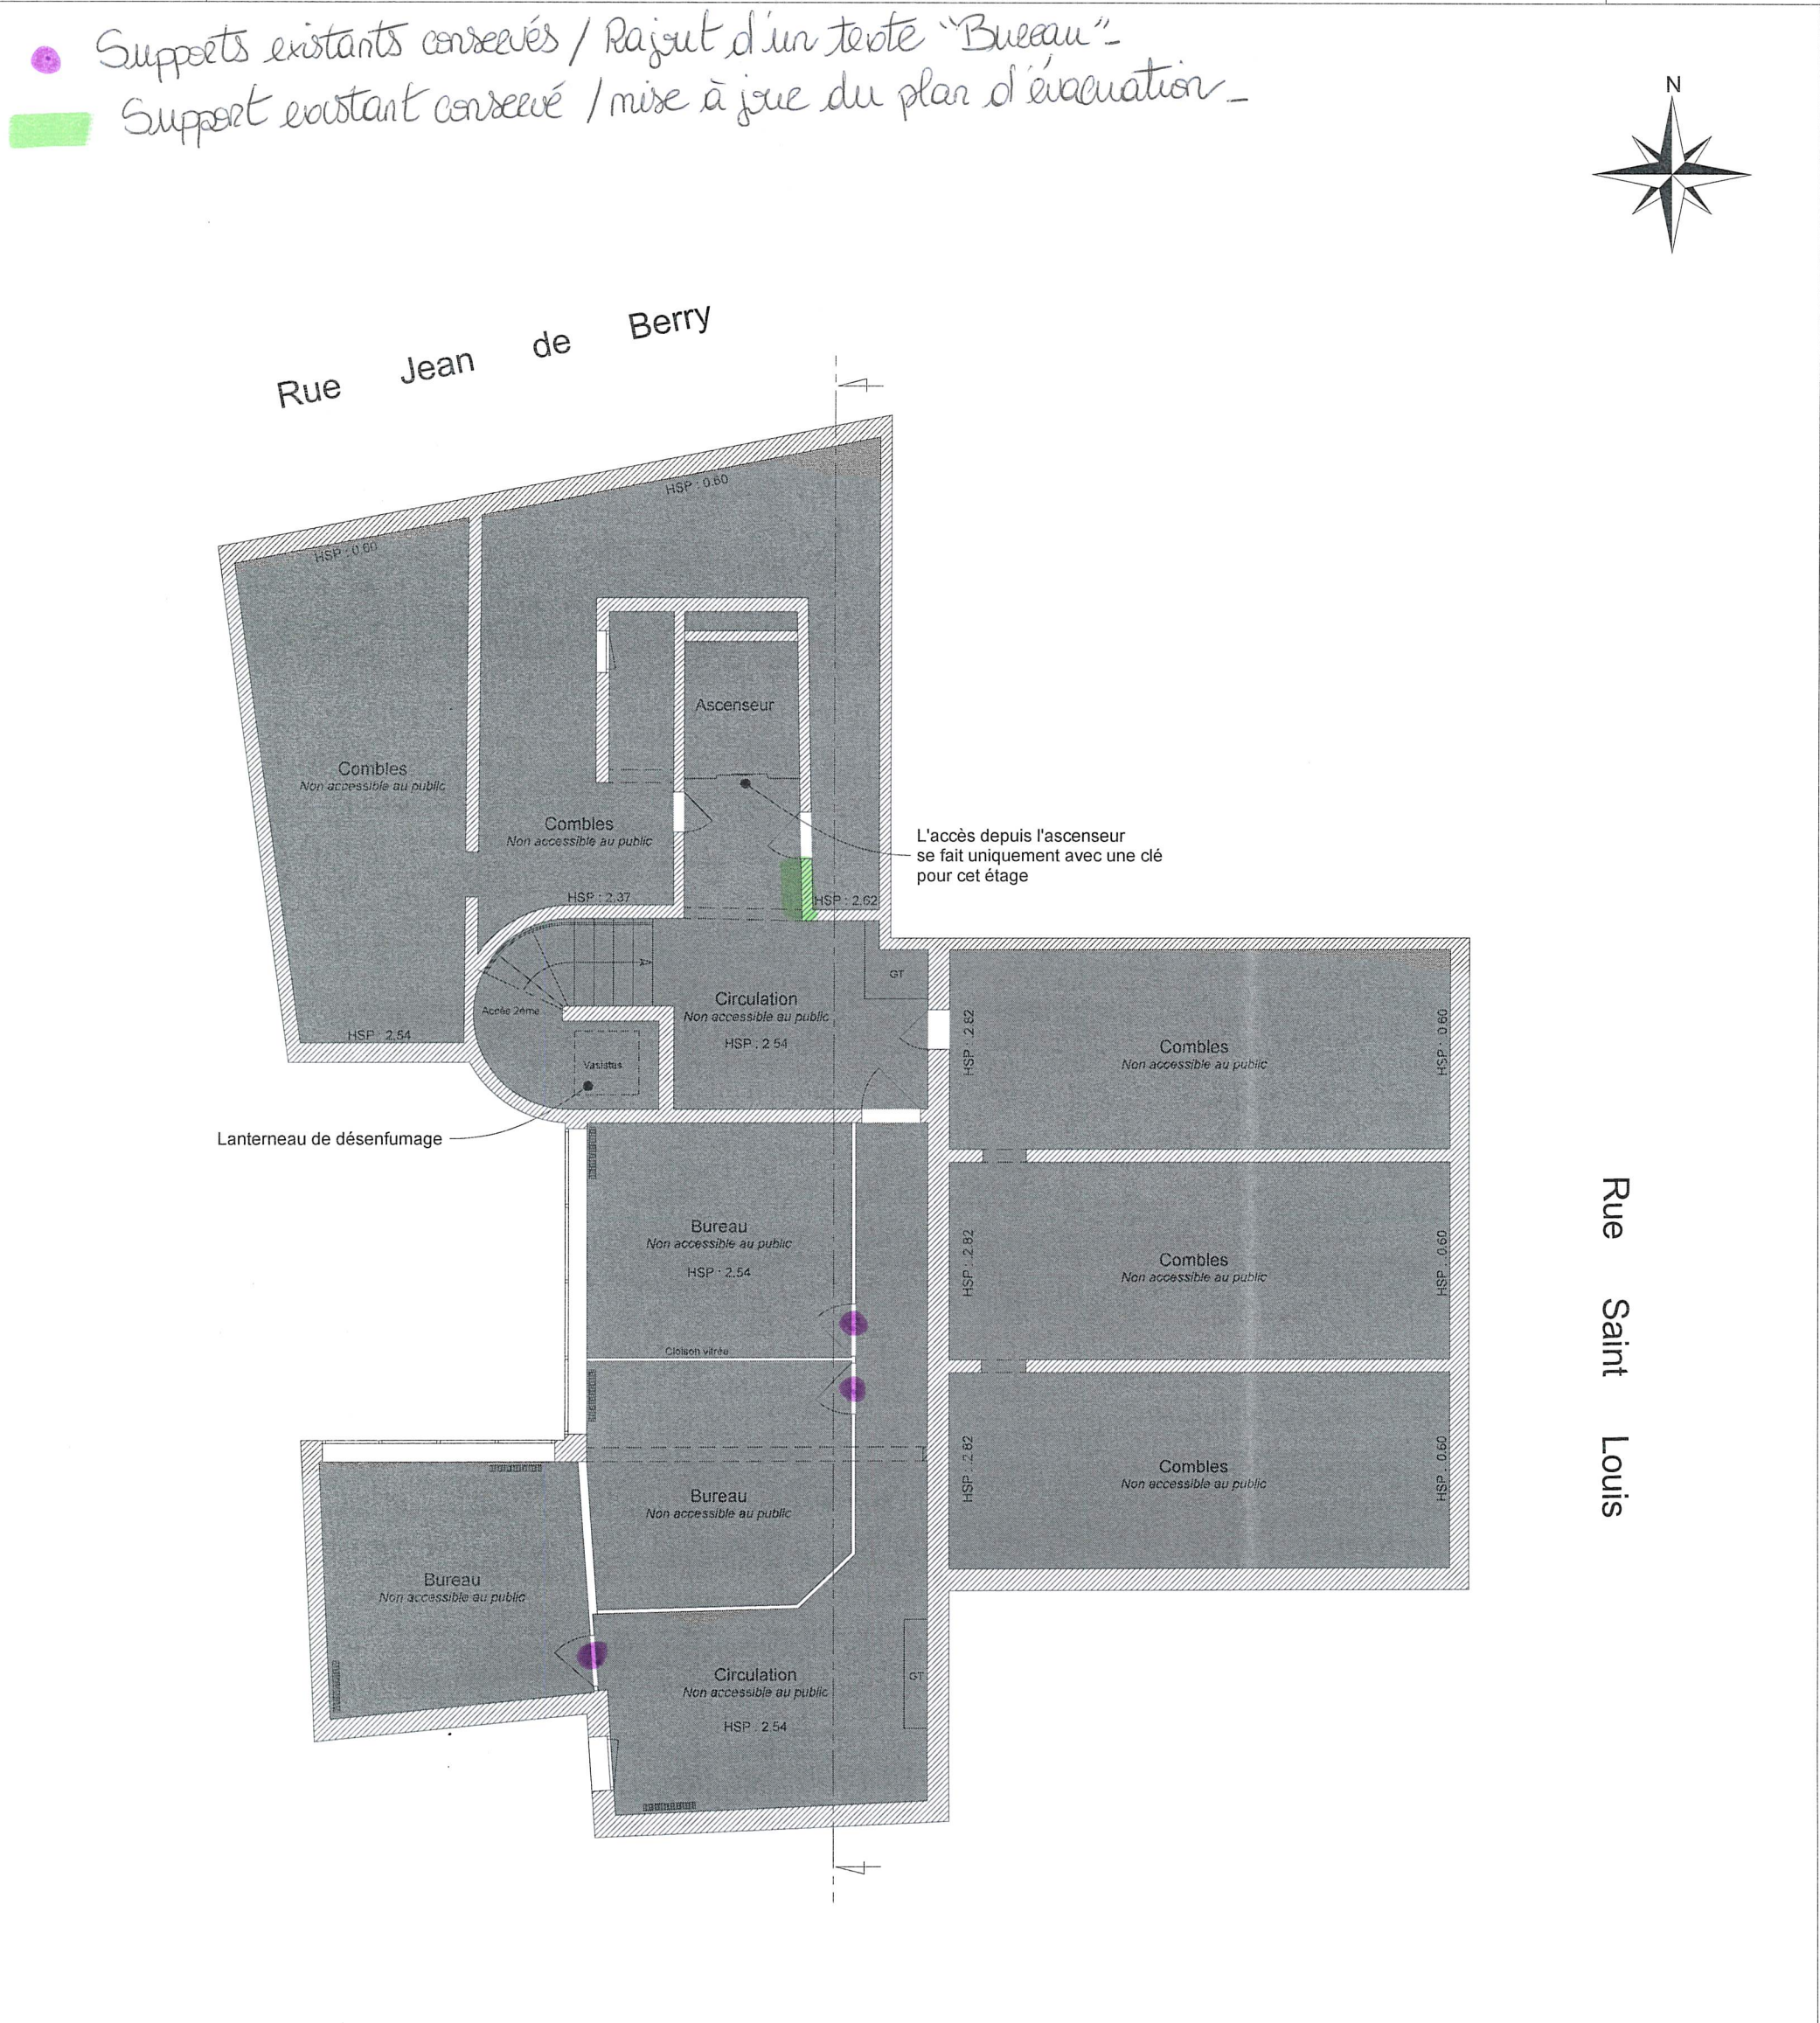 Supports existants conservés / Rajout d'un texte "Bureau"-
Support existant conservé / mise à jour du plan d'évacuation-
N
Rue Jean de Berry
HSP : 0.60
HSP : 0.60
Ascenseur
Combles
Non accessible au public
Combles
Non accessible au public
L'accès depuis l'ascenseur
se fait uniquement avec une clé
pour cet étage
HSP : 2.37
HSP : 2.62
GT
Circulation
Non accessible au public
HSP : 2.54
Accés 2éme
HSP : 2.54
Vasistas
Lanterneau de désenfumage
HSP : 2.82
Combles
Non accessible au public
HSP : 0.60
Bureau
Non accessible au public
HSP : 2.54
HSP : 2.82
Combles
Non accessible au public
HSP : 0.60
Rue Saint Louis
Cloison vitrée
HSP : 2.82
Combles
Non accessible au public
HSP : 0.60
Bureau
Non accessible au public
Bureau
Non accessible au public
Circulation
Non accessible au public
HSP : 2.54
GT